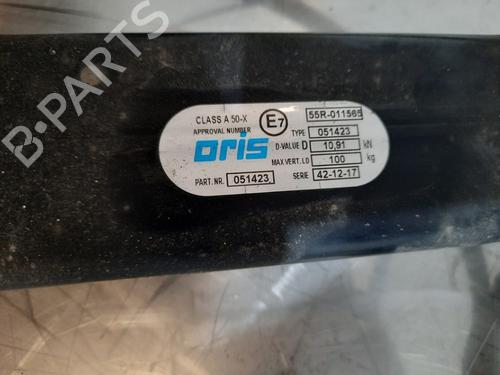 CLASS A 50-X
APPROVAL NUMBER
E7
55R-011565
oris
TYPE 051423
D-VALUE D 10,91 kN
MAX VERT. LD 100 kg
PART. NR. 051423
SERIE 42-12-17
B-PARTS